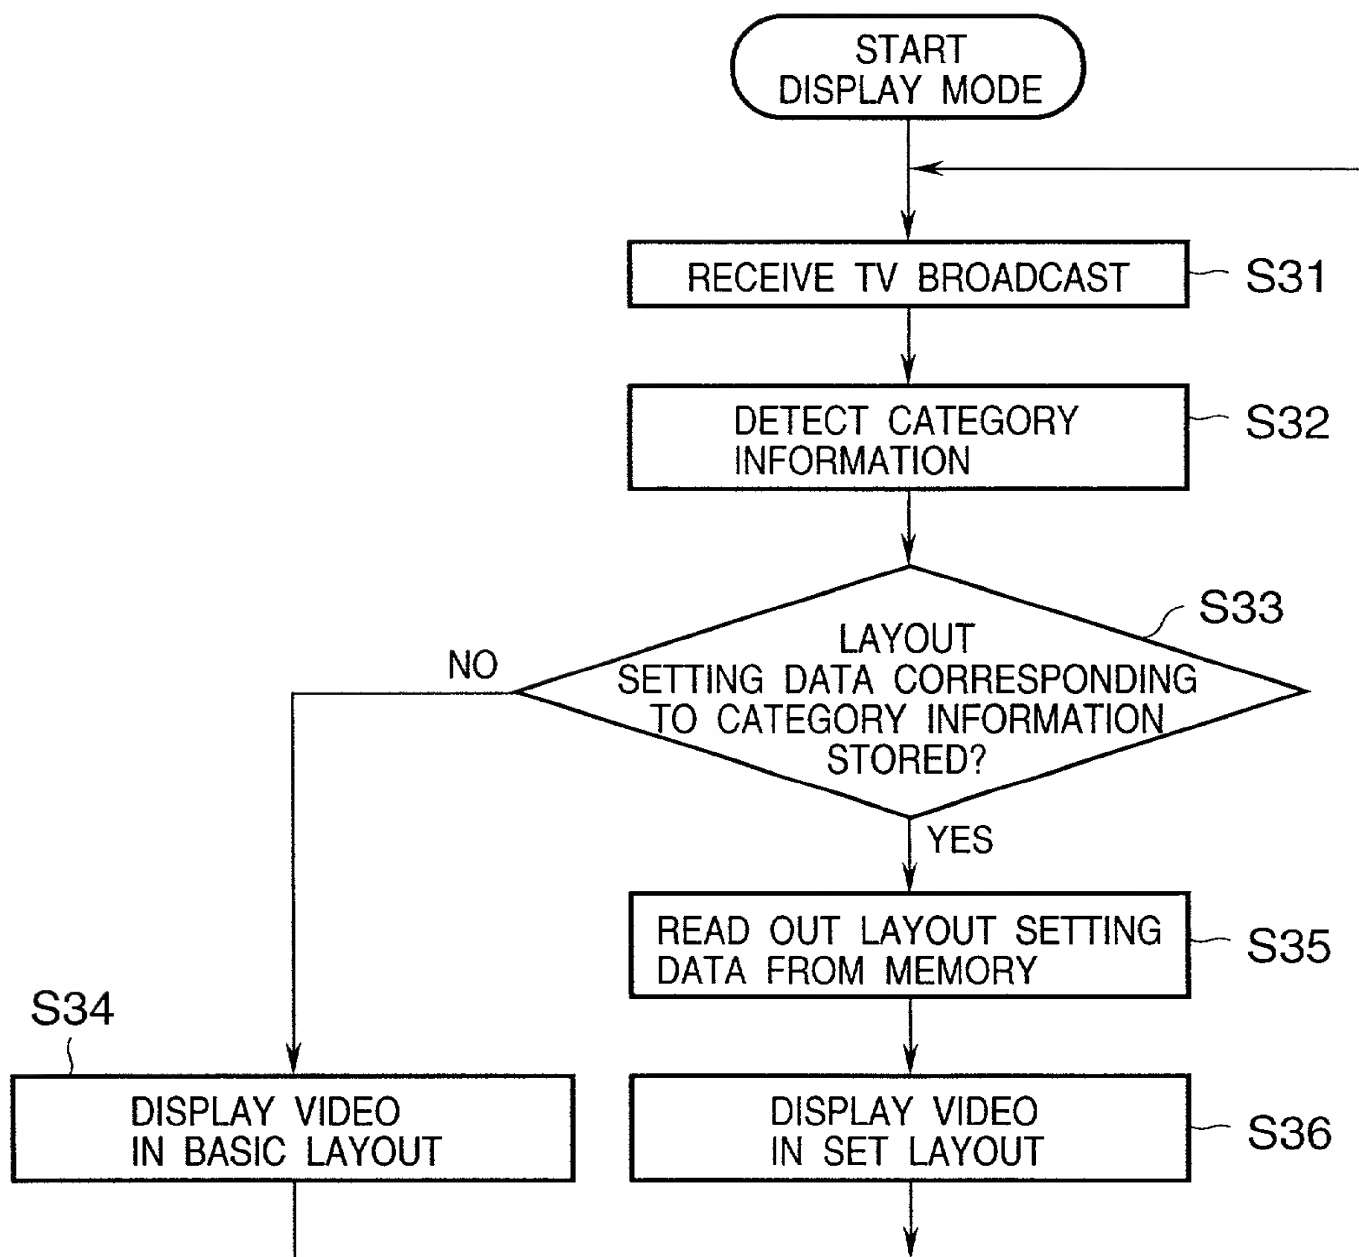 START
DISPLAY MODE
RECEIVE TV BROADCAST
S31
DETECT CATEGORY
INFORMATION
S32
S33
LAYOUT
SETTING DATA CORRESPONDING
TO CATEGORY INFORMATION
STORED?
NO
YES
READ OUT LAYOUT SETTING
DATA FROM MEMORY
S35
S34
DISPLAY VIDEO
IN BASIC LAYOUT
DISPLAY VIDEO
IN SET LAYOUT
S36